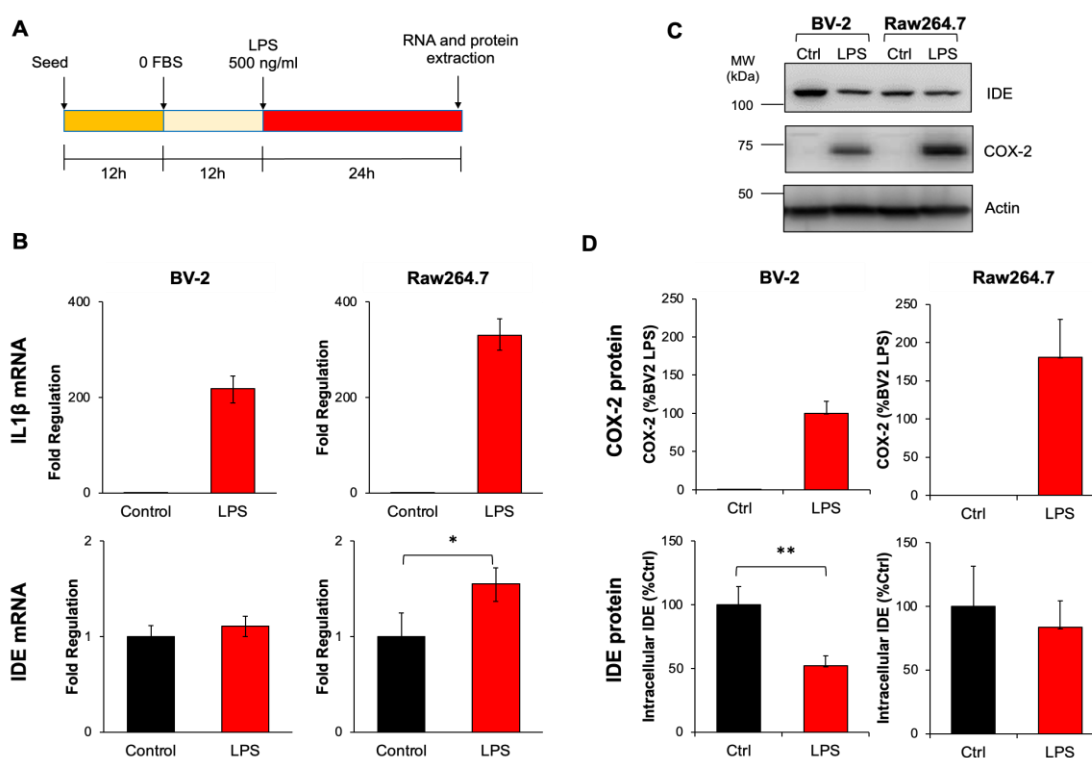 A
Seed
0 FBS
LPS
500 ng/ml
RNA and protein
extraction
12h
12h
24h
C
BV-2
Raw264.7
Ctrl
LPS
Ctrl
LPS
MW
(kDa)
100
IDE
75
COX-2
50
Actin
B
BV-2
Raw264.7
IL1β mRNA
Fold Regulation
400
200
0
Control
LPS
Fold Regulation
400
200
0
Control
LPS
IDE mRNA
Fold Regulation
2
1
0
Control
LPS
Fold Regulation
2
1
0
*
Control
LPS
D
BV-2
Raw264.7
COX-2 protein
COX-2 (%BV2 LPS)
250
200
150
100
50
0
Ctrl
LPS
COX-2 (%BV2 LPS)
250
200
150
100
50
0
Ctrl
LPS
IDE protein
Intracellular IDE (%Ctrl)
150
100
50
0
**
Ctrl
LPS
Intracellular IDE (%Ctrl)
150
100
50
0
Ctrl
LPS